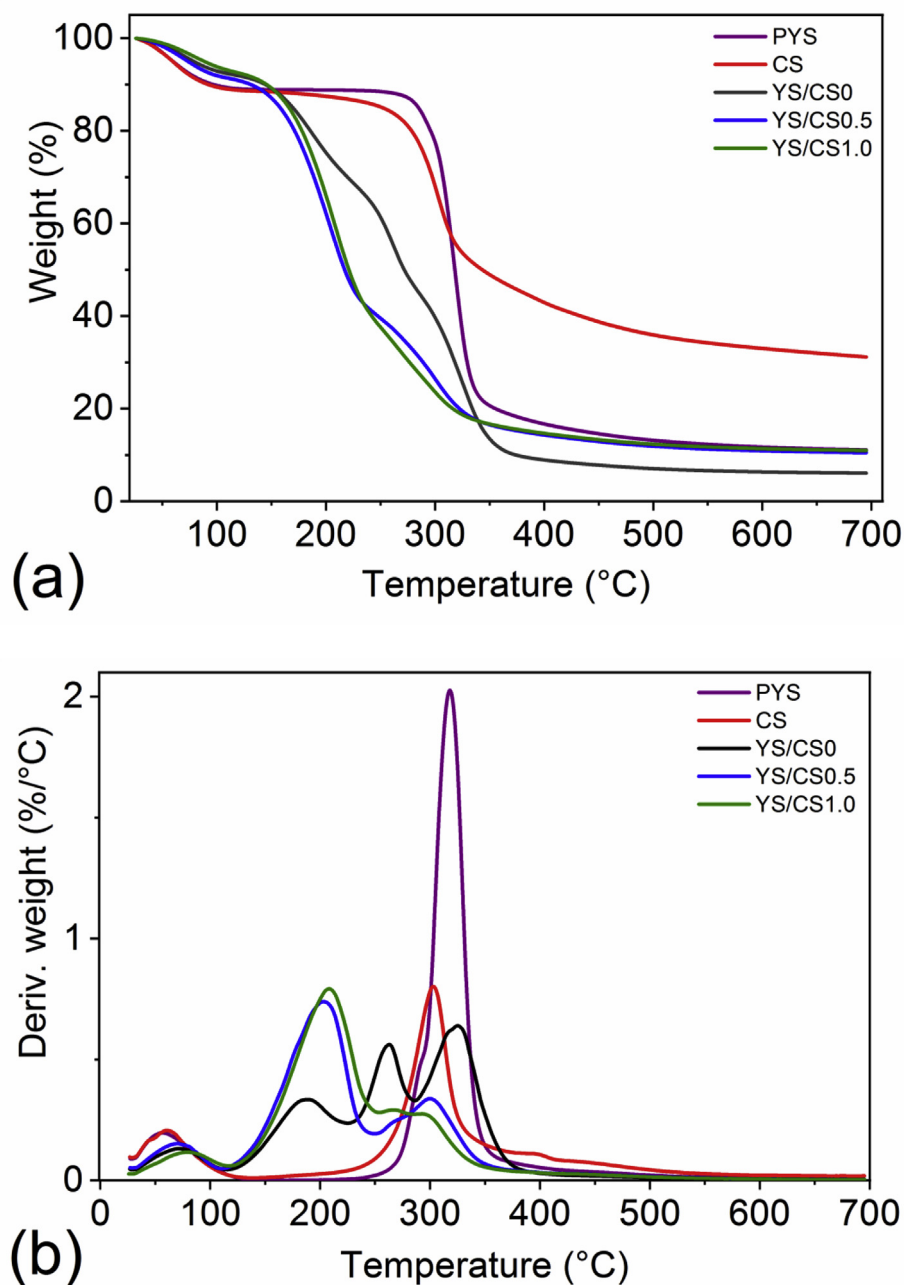 100
80
60
40
20
0
Weight (%)
PYS
CS
YS/CS0
YS/CS0.5
YS/CS1.0
100 200 300 400 500 600 700
Temperature (°C)
(a)
2
1
0
Deriv. weight (%/°C)
PYS
CS
YS/CS0
YS/CS0.5
YS/CS1.0
0 100 200 300 400 500 600 700
Temperature (°C)
(b)